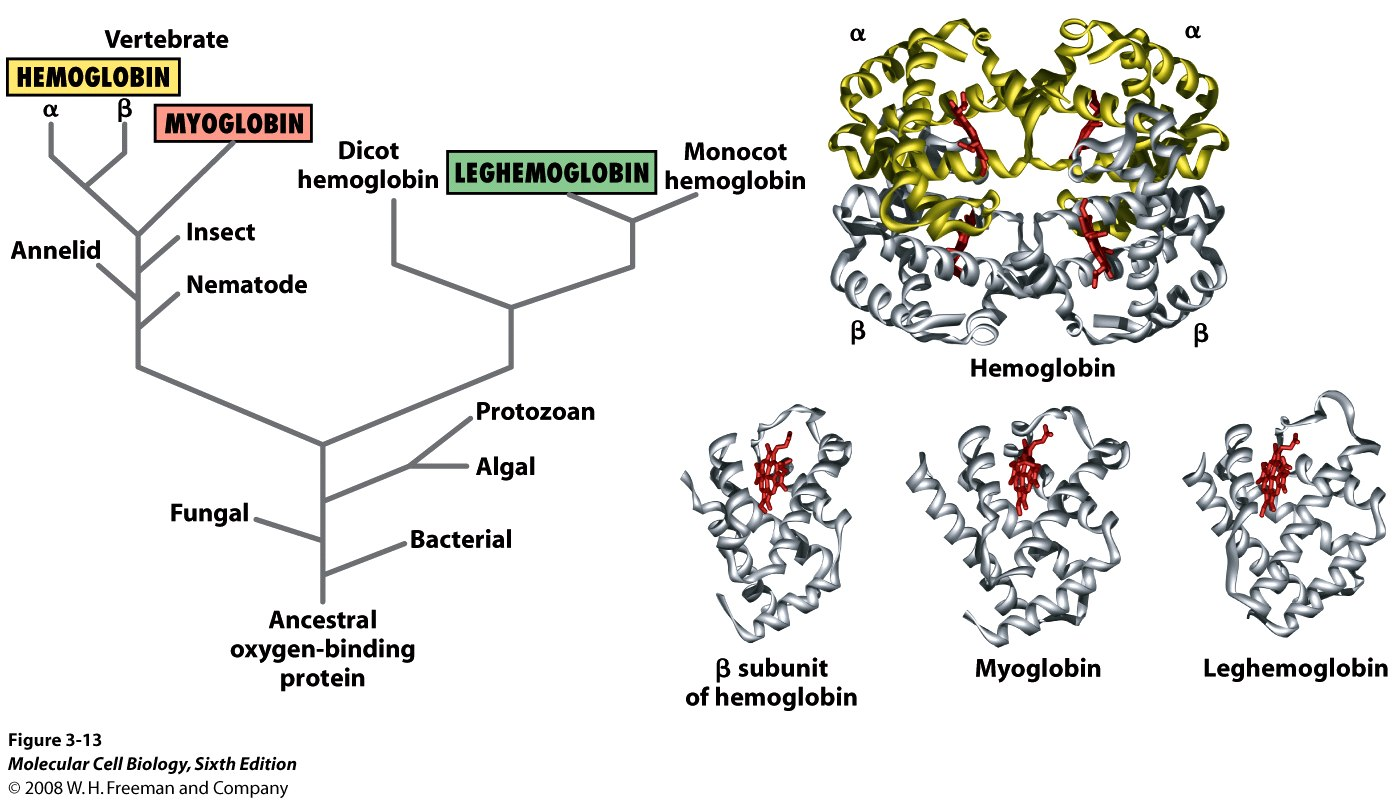 Vertebrate
HEMOGLOBIN
α
β
MYOGLOBIN
Dicot
hemoglobin
LEGHEMOGLOBIN
Monocot
hemoglobin
Annelid
Insect
Nematode
Protozoan
Algal
Fungal
Bacterial
Ancestral
oxygen-binding
protein
α
α
β
β
Hemoglobin
β subunit
of hemoglobin
Myoglobin
Leghemoglobin
Figure 3-13
Molecular Cell Biology, Sixth Edition
© 2008 W. H. Freeman and Company